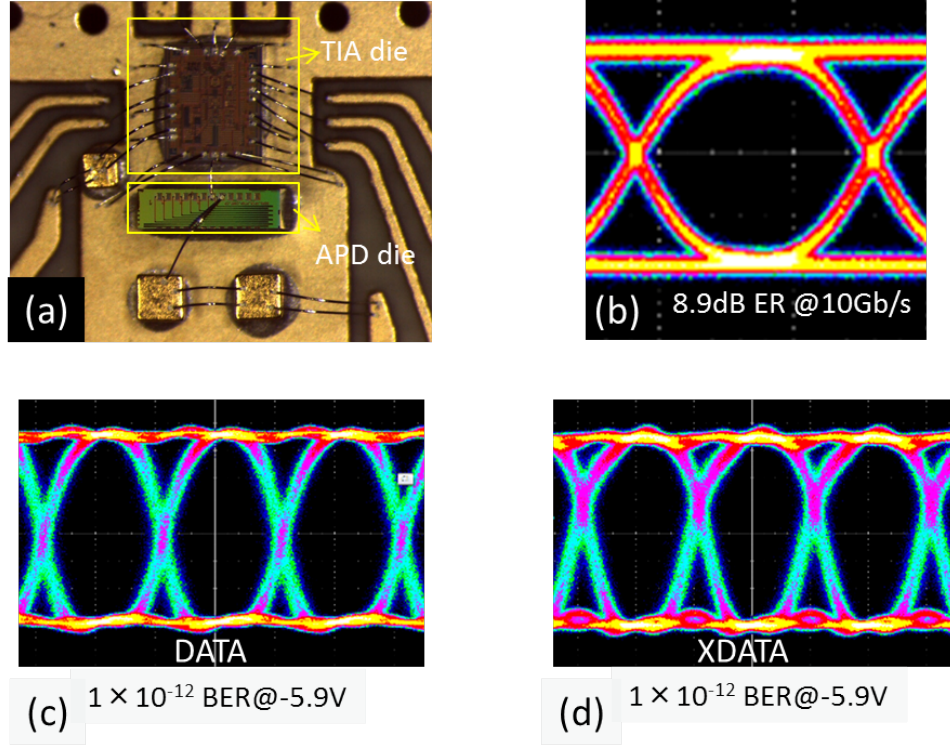 TIA die
APD die
(a)
(b)
8.9dB ER @10Gb/s
DATA
XDATA
(c)
1 × 10⁻¹² BER@-5.9V
(d)
1 × 10⁻¹² BER@-5.9V